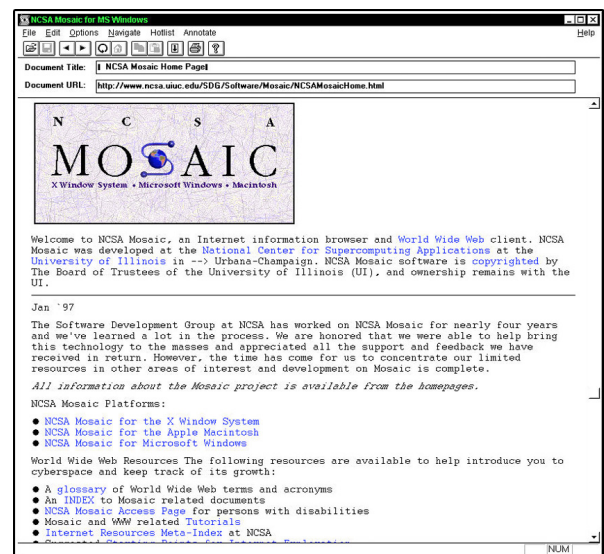 NCSA Mosaic for MS Windows
File Edit Options Navigate Hotlist Annotate Help
Document Title: NCSA Mosaic Home Page
Document URL: http://www.ncsa.uiuc.edu/SDG/Software/Mosaic/NCSAMosaicHome.html
N C S A
MOSAIC
X Window System • Microsoft Windows • Macintosh
Welcome to NCSA Mosaic, an Internet information browser and World Wide Web client. NCSA
Mosaic was developed at the National Center for Supercomputing Applications at the
University of Illinois in --> Urbana-Champaign. NCSA Mosaic software is copyrighted by
The Board of Trustees of the University of Illinois (UI), and ownership remains with the
UI.
Jan `97
The Software Development Group at NCSA has worked on NCSA Mosaic for nearly four years
and we've learned a lot in the process. We are honored that we were able to help bring
this technology to the masses and appreciated all the support and feedback we have
received in return. However, the time has come for us to concentrate our limited
resources in other areas of interest and development on Mosaic is complete.
All information about the Mosaic project is available from the homepages.
NCSA Mosaic Platforms:
● NCSA Mosaic for the X Window System
● NCSA Mosaic for the Apple Macintosh
● NCSA Mosaic for Microsoft Windows
World Wide Web Resources The following resources are available to help introduce you to
cyberspace and keep track of its growth:
● A glossary of World Wide Web terms and acronyms
● An INDEX to Mosaic related documents
● NCSA Mosaic Access Page for persons with disabilities
● Mosaic and WWW related Tutorials
● Internet Resources Meta-Index at NCSA
● Suggested Starting Points for Internet Exploration
NUM